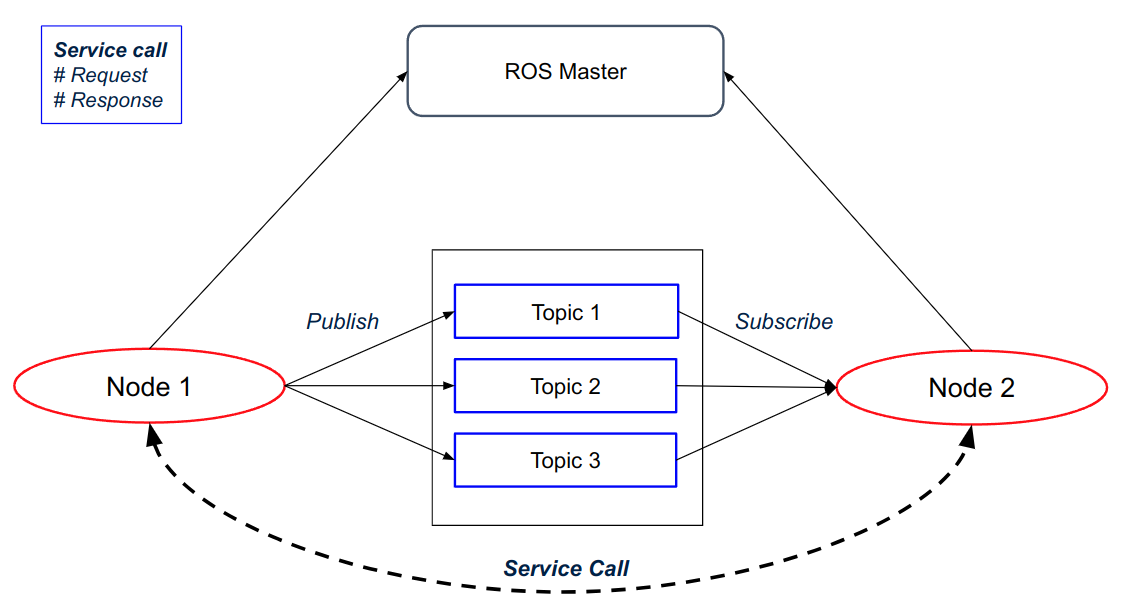 Service call
# Request
# Response
ROS Master
Publish
Topic 1
Subscribe
Node 1
Topic 2
Node 2
Topic 3
Service Call